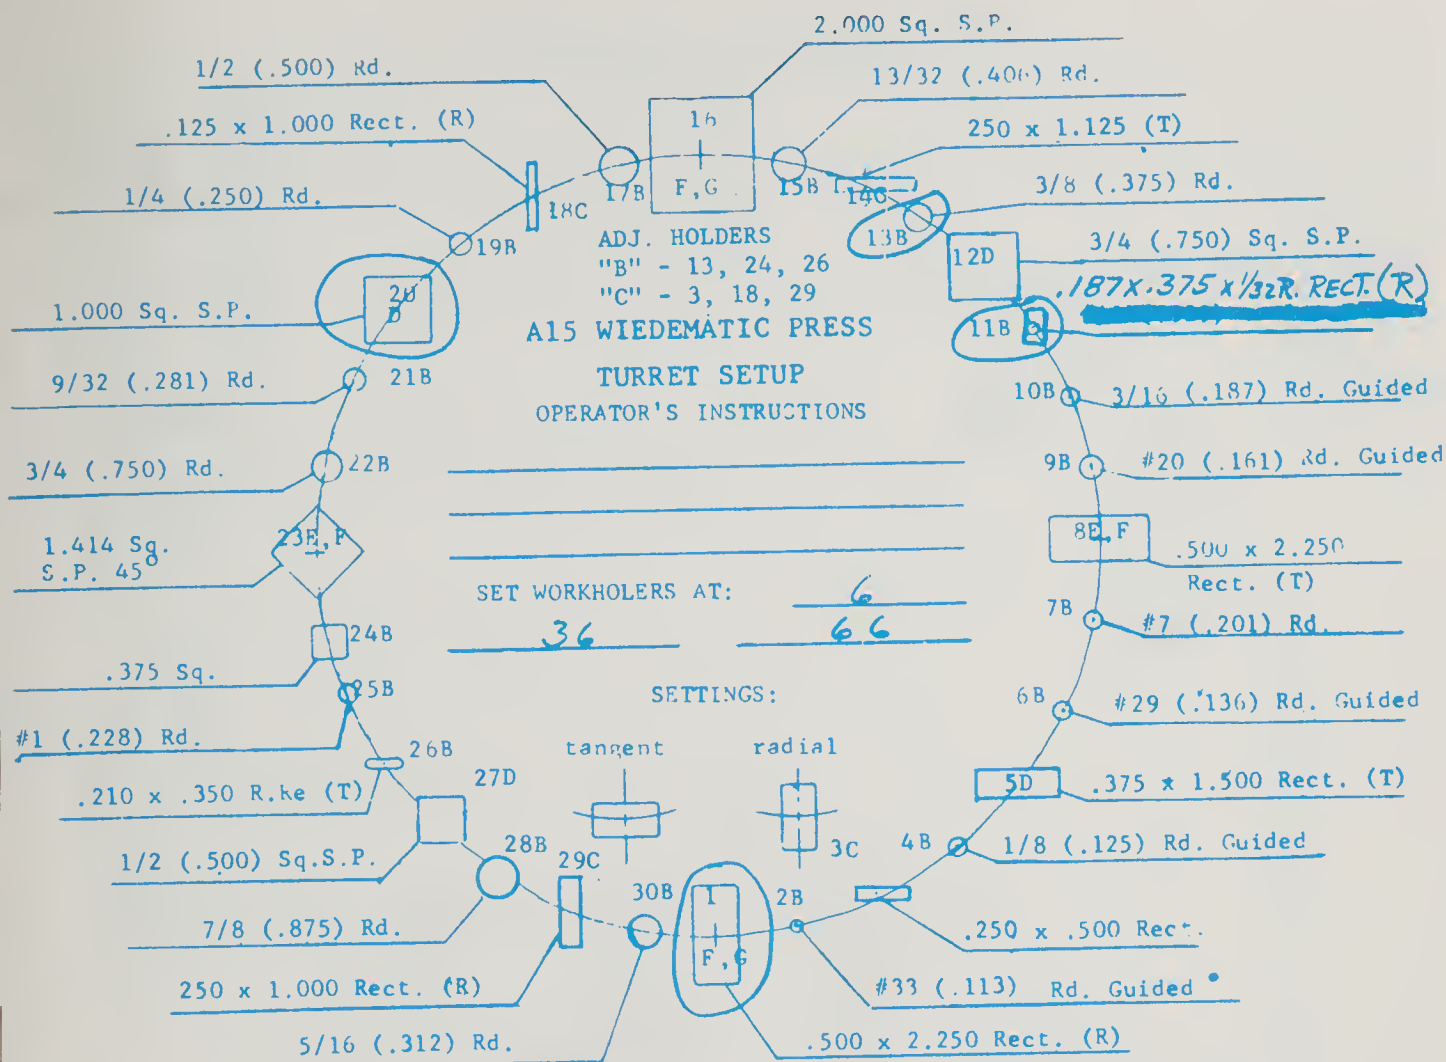 2.000 Sq. S.P.
1/2 (.500) Rd.
13/32 (.406) Rd.
.125 x 1.000 Rect. (R)
16
250 x 1.125 (T)
1/4 (.250) Rd.
18C
17B
F,G
15B
14G
3/8 (.375) Rd.
19B
13B
ADJ. HOLDERS
"B" - 13, 24, 26
"C" - 3, 18, 29
12D
3/4 (.750) Sq. S.P.
.187 x .375 x 1/32 R. RECT. (R)
20
D
1.000 Sq. S.P.
A15 WIEDEMATIC PRESS
TURRET SETUP
OPERATOR'S INSTRUCTIONS
11B
9/32 (.281) Rd.
21B
10B
3/16 (.187) Rd. Guided
3/4 (.750) Rd.
22B
9B
#20 (.161) Rd. Guided
1.414 Sq.
S.P. 45°
23E,F
8E,F
.500 x 2.250
Rect. (T)
SET WORKHOLERS AT:
6
36
66
7B
#7 (.201) Rd.
24B
.375 Sq.
25B
SETTINGS:
6B
#29 (.136) Rd. Guided
#1 (.228) Rd.
26B
tangent
radial
.210 x .350 R.ke (T)
27D
5D
.375 x 1.500 Rect. (T)
1/2 (.500) Sq.S.P.
28B
29C
3C
4B
1/8 (.125) Rd. Guided
30B
1
F,G
2B
7/8 (.875) Rd.
.250 x .500 Rect.
250 x 1.000 Rect. (R)
#33 (.113) Rd. Guided
5/16 (.312) Rd.
.500 x 2.250 Rect. (R)